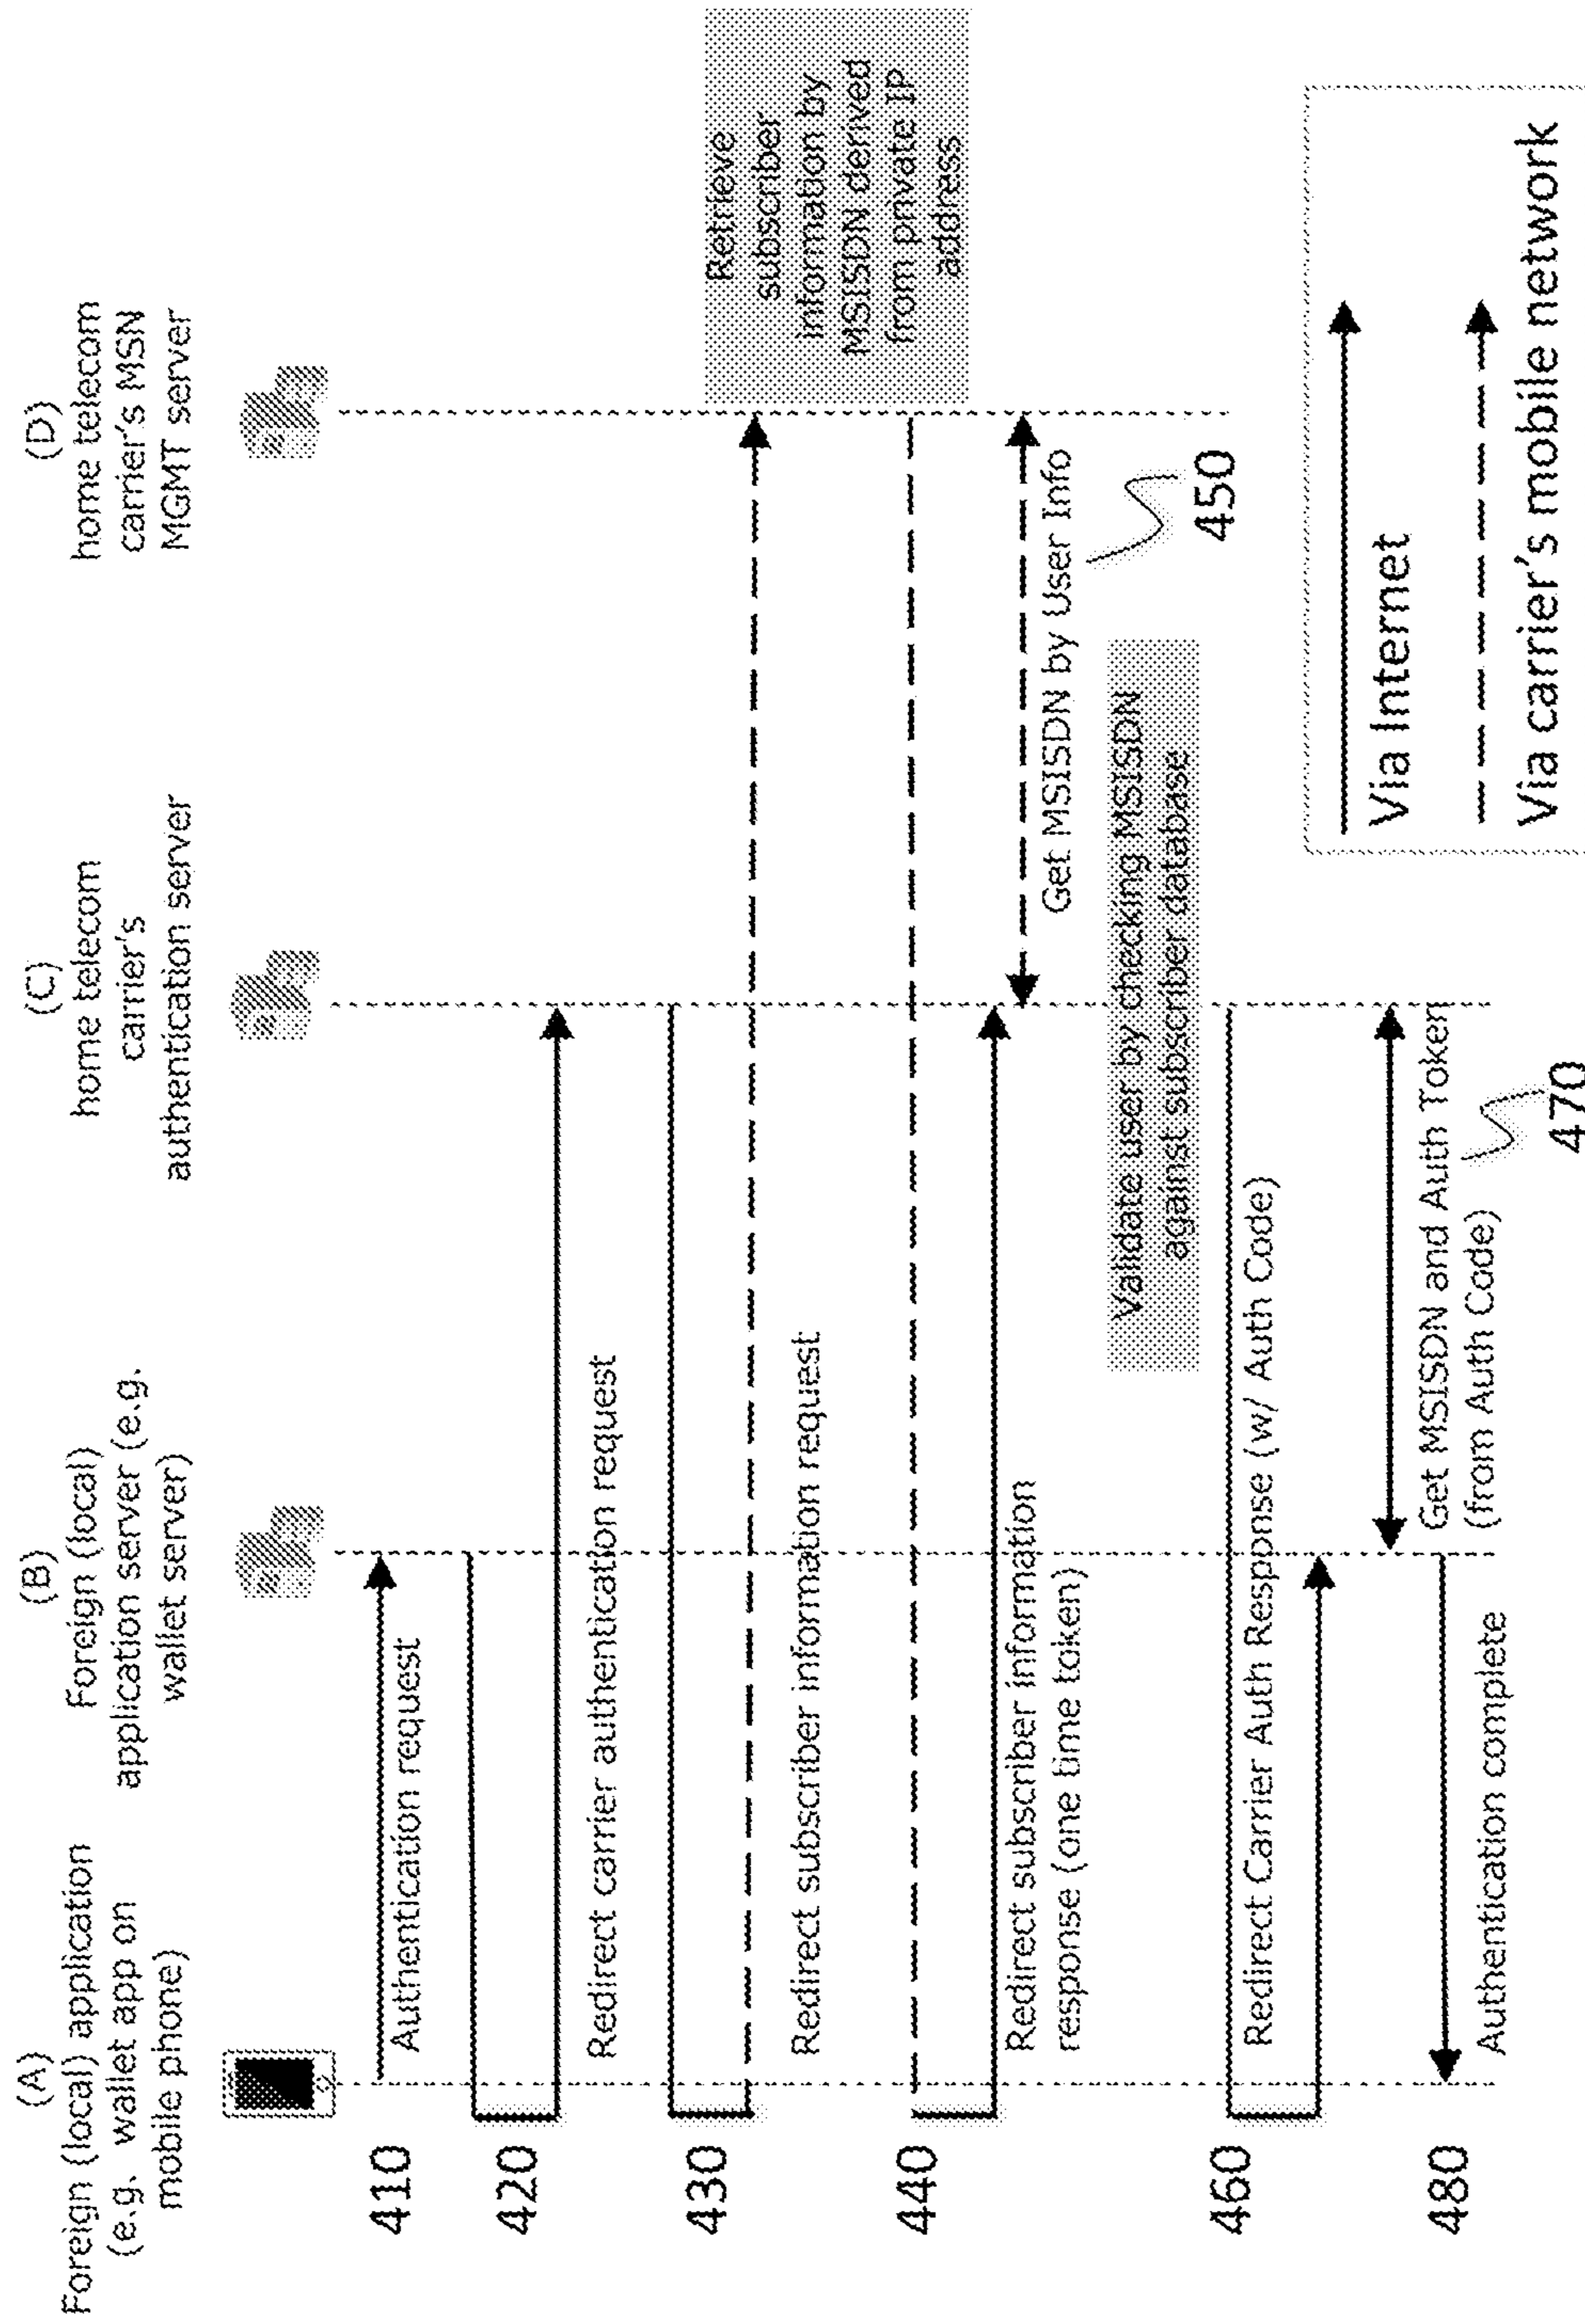 (A)
Foreign (local) application
(e.g. wallet app on
mobile phone)
(B)
Foreign (local)
application server (e.g.
wallet server)
(C)
home telecom
carrier's
authentication server
(D)
home telecom
carrier's MSN
MGMT server
410
Authentication request
420
Redirect carrier authentication request
430
Redirect subscriber information request
Retrieve
subscriber
information by
MSISDN derived
from private IP
address
440
Redirect subscriber information
response (one time token)
Get MSISDN by User Info
450
Validate user by checking MSISDN
against subscriber database
460
Redirect Carrier Auth Response (w/ Auth Code)
Get MSISDN and Auth Token
(from Auth Code)
470
480
Authentication complete
Via Internet
Via carrier's mobile network